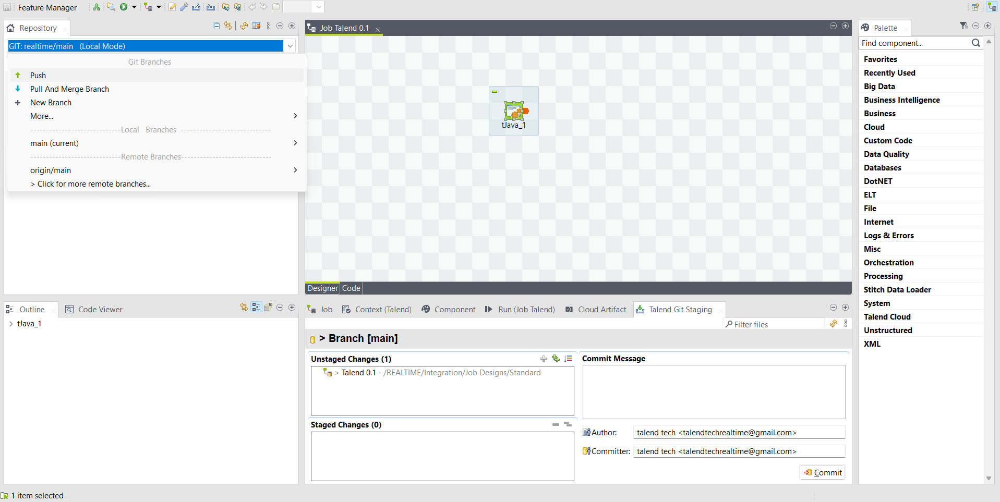 Feature Manager
Repository
GIT: realtime/main   (Local Mode)
Git Branches
Push
Pull And Merge Branch
New Branch
More...
-----------------------------Local   Branches -----------------------------
main (current)
-----------------------------Remote Branches-----------------------------
origin/main
> Click for more remote branches...
Job Talend 0.1
tJava_1
Designer
Code
Palette
Find component...
Favorites
Recently Used
Big Data
Business Intelligence
Business
Cloud
Custom Code
Data Quality
Databases
DotNET
ELT
File
Internet
Logs & Errors
Misc
Orchestration
Processing
Stitch Data Loader
System
Talend Cloud
Unstructured
XML
Outline
Code Viewer
tJava_1
Job
Context (Talend)
Component
Run (Job Talend)
Cloud Artifact
Talend Git Staging
Filter files
> Branch [main]
Unstaged Changes (1)
> Talend 0.1 - /REALTIME/Integration/Job Designs/Standard
Staged Changes (0)
Commit Message
Author: talend tech <talendtechrealtime@gmail.com>
Committer: talend tech <talendtechrealtime@gmail.com>
Commit
1 item selected